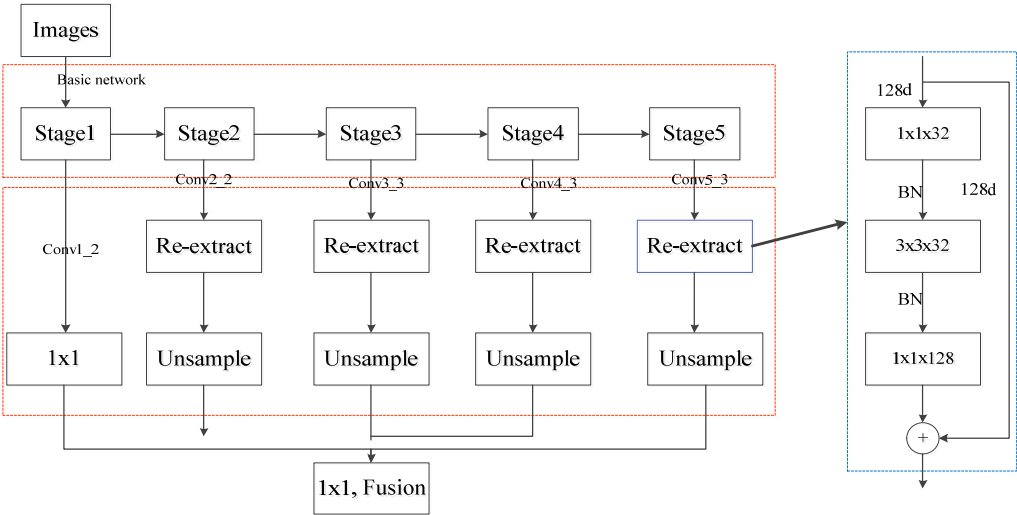 Images
Basic network
Stage1
Stage2
Stage3
Stage4
Stage5
Conv2_2
Conv3_3
Conv4_3
Conv5_3
Conv1_2
Re-extract
Re-extract
Re-extract
Re-extract
1x1
Unsample
Unsample
Unsample
Unsample
1x1, Fusion
128d
1x1x32
BN
128d
3x3x32
BN
1x1x128
+